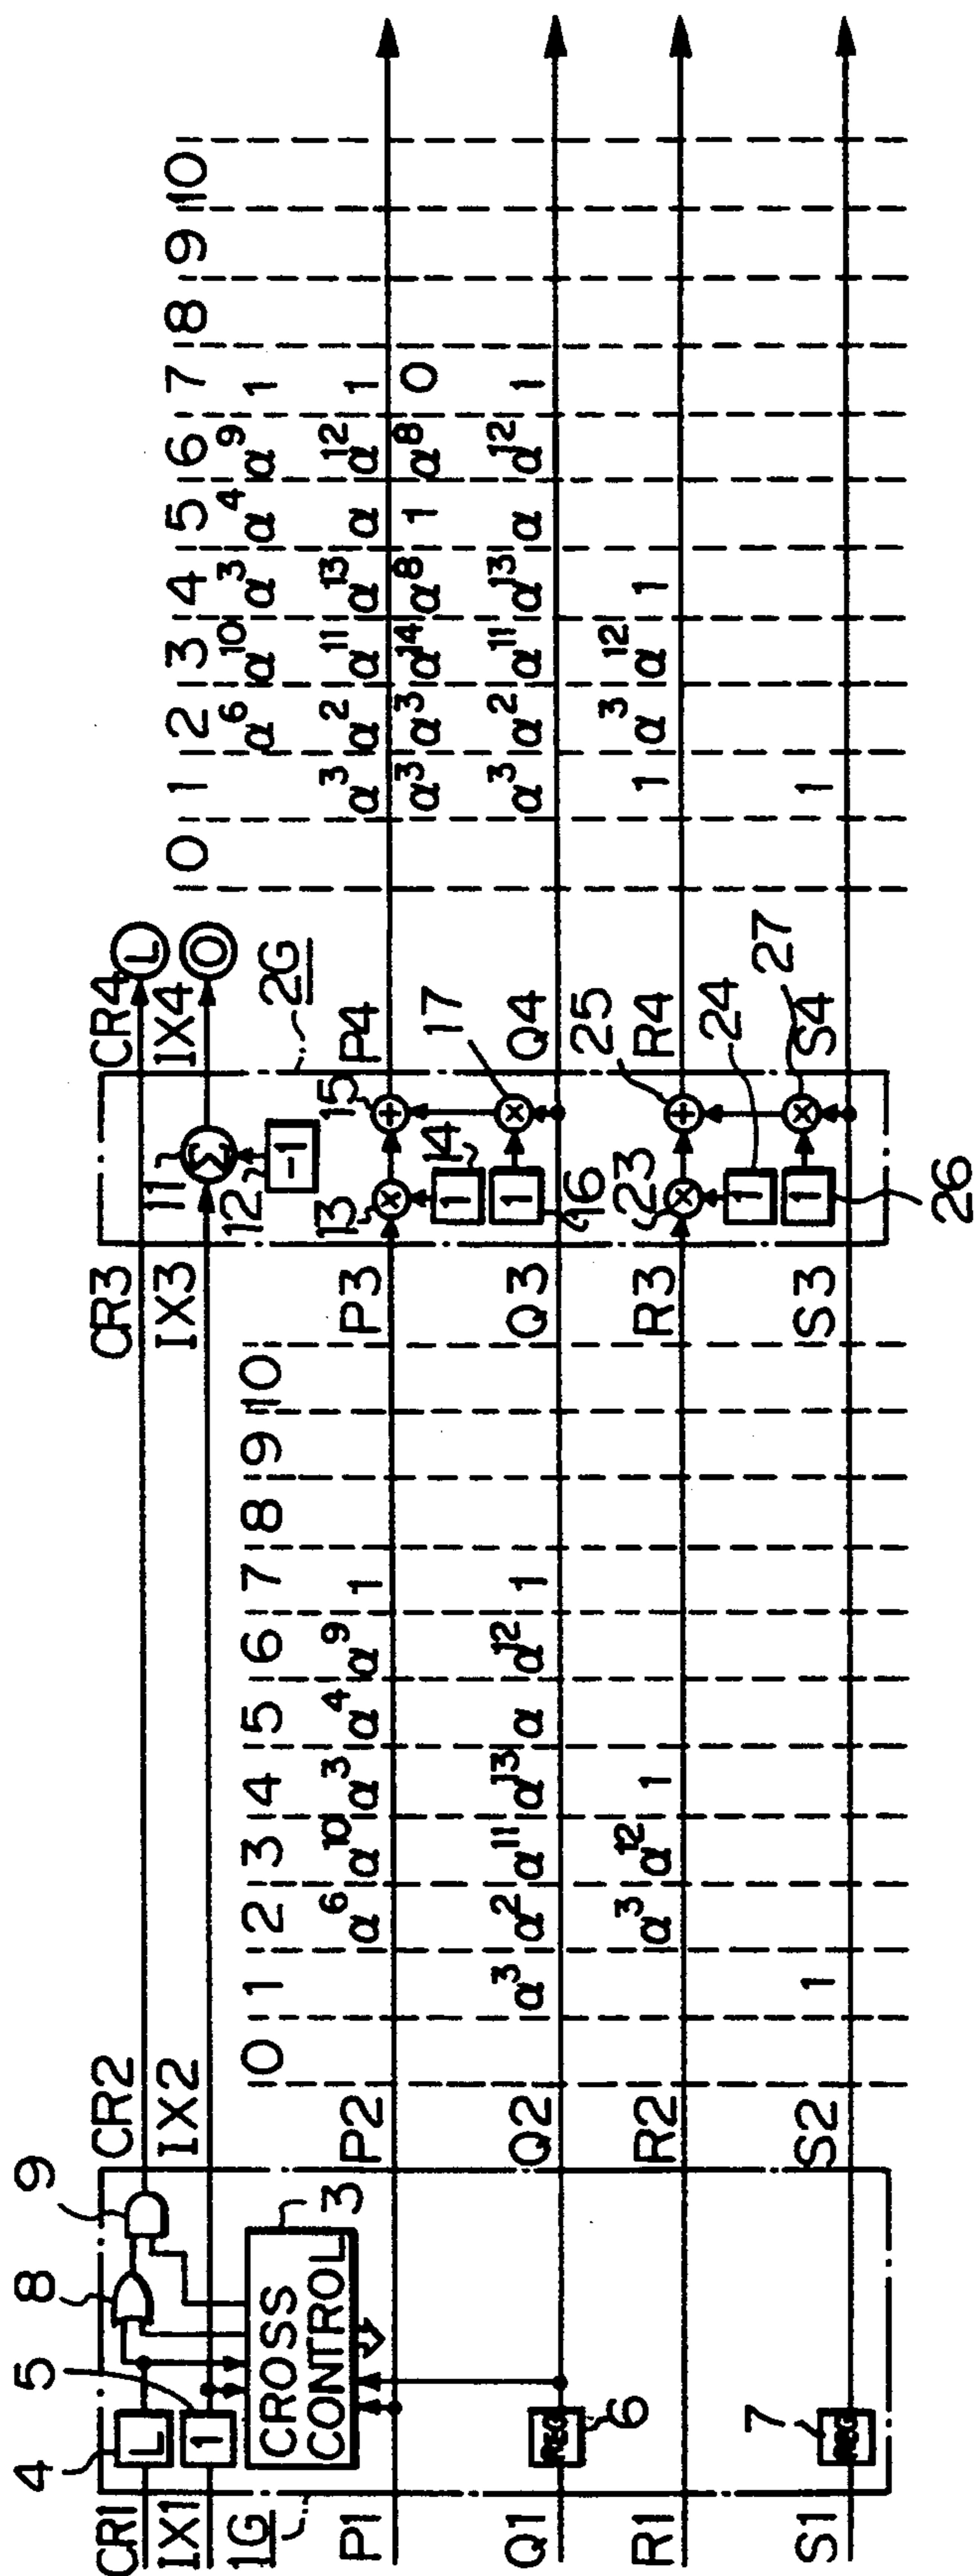 CR1 4 L 8 9 CR2 CR3 CR4 L
IX1 5 1 IX2 IX3 11 Σ IX4 0
12 -1
1G CROSS CONTROL 3
2G
0 1 2 3 4 5 6 7 8 9 10
α⁶ α¹⁰ α³ α⁴ α⁹ 1
P1 P2 P3 13 × 14 1 15 + P4
α³ α² α¹¹ α¹³ α α¹² 1
Q1 REG 6 Q2 Q3 16 1 17 × Q4
α³ α¹² 1
R1 R2 R3 23 × 24 1 25 + R4
1
S1 7 REG S2 S3 26 1 27 × S4
0 1 2 3 4 5 6 7 8 9 10
α⁶ α¹⁰ α³ α⁴ α⁹ 1
α³ α² α¹¹ α¹³ α α¹² 1
α³ α³ α¹⁴ α⁸ 1 α⁸ 0
α³ α² α¹¹ α¹³ α α¹² 1
1 α³ α¹² 1
1